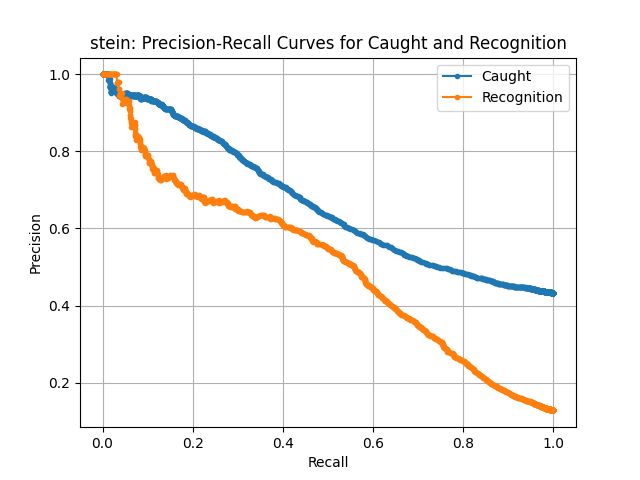 stein: Precision-Recall Curves for Caught and Recognition
Caught
Recognition
1.0
0.8
0.6
0.4
0.2
Precision
0.0 0.2 0.4 0.6 0.8 1.0
Recall